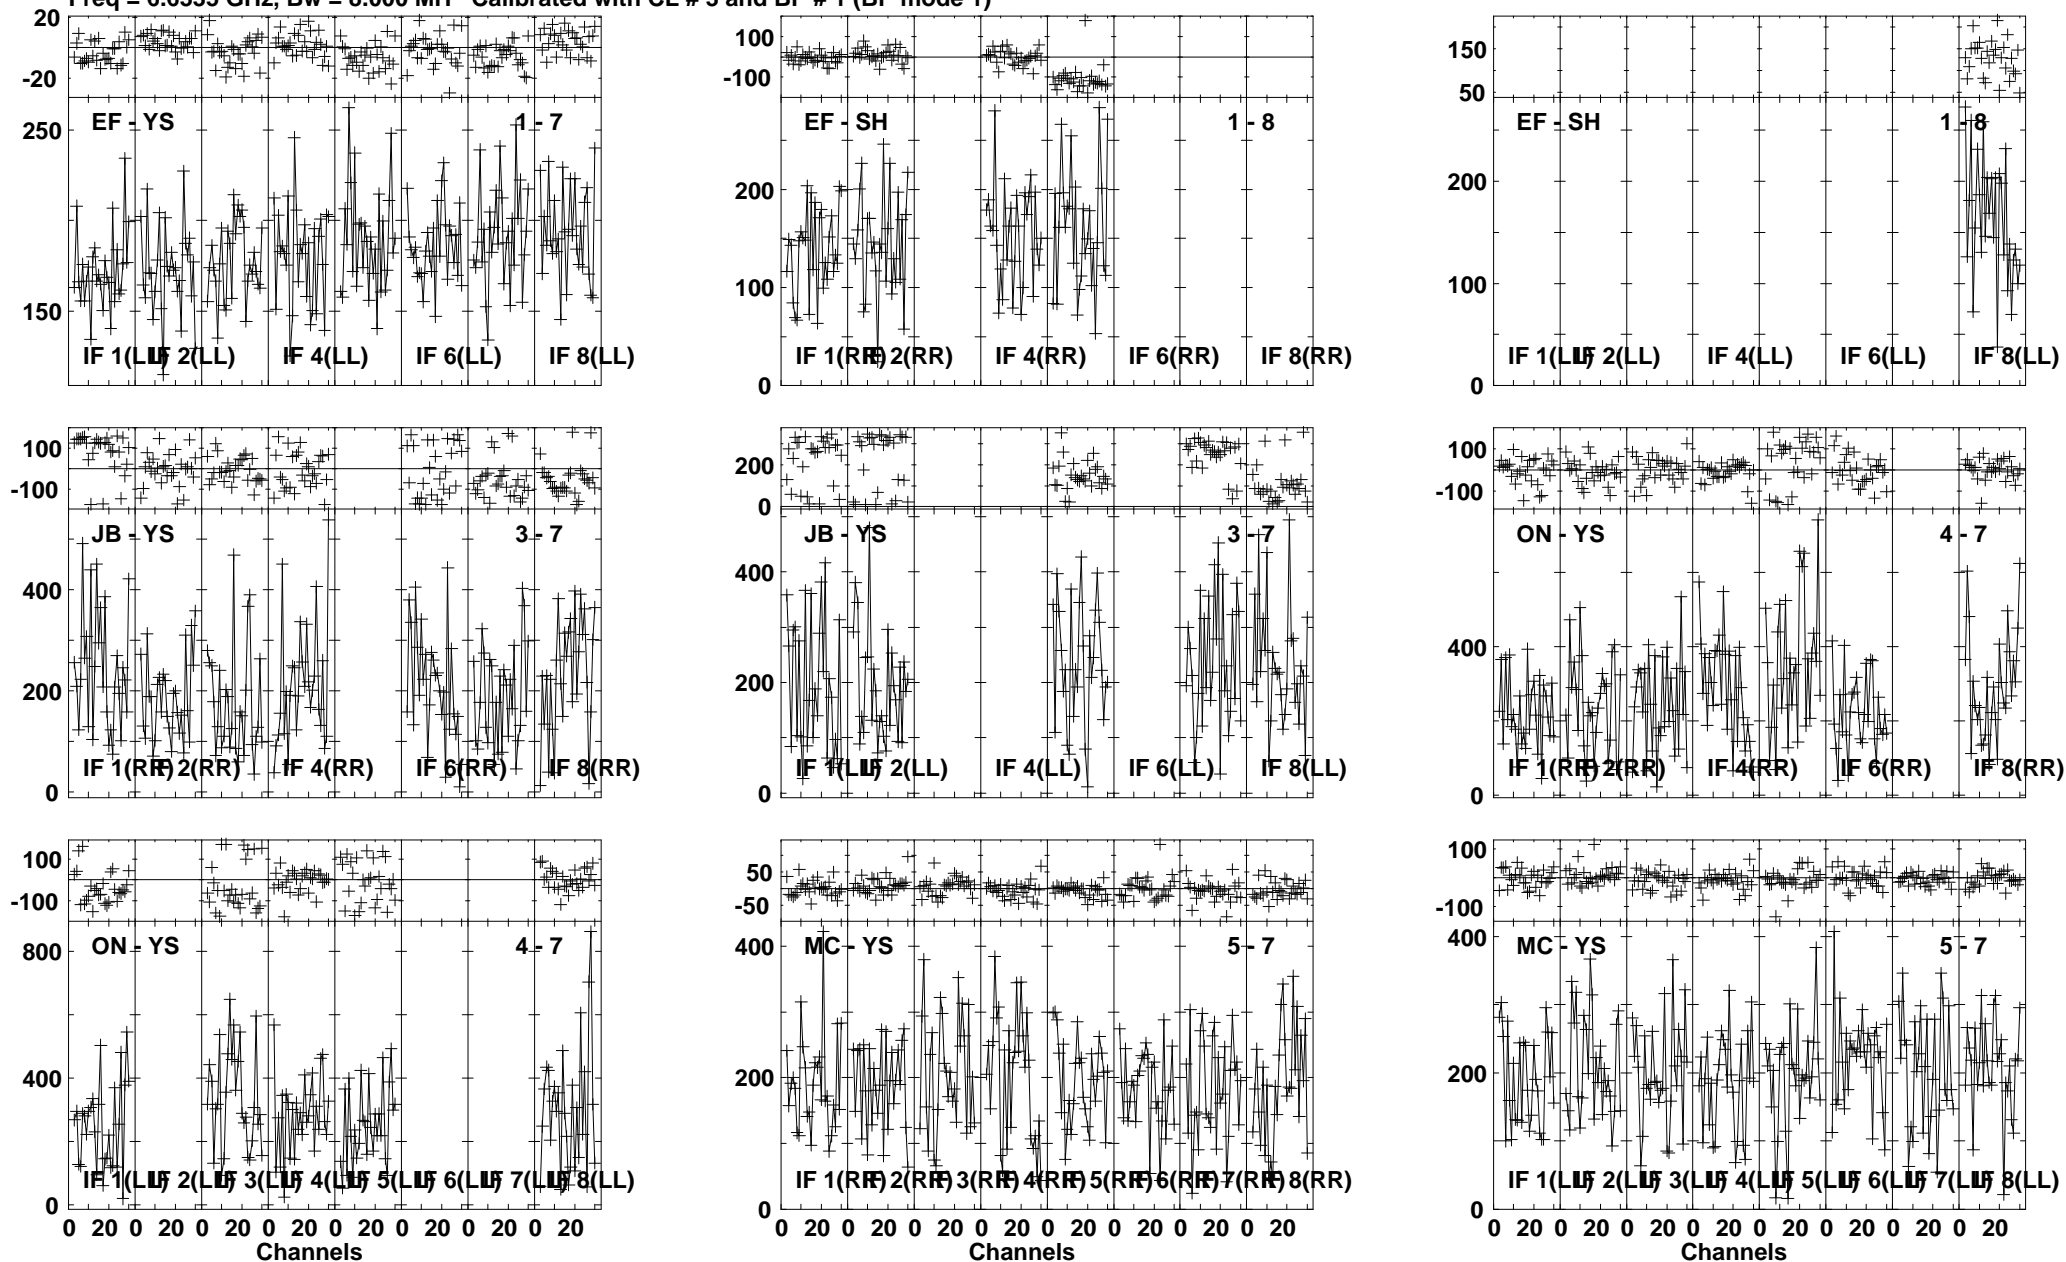 Freq = 6.6355 GHz, Bw = 8.000 MH Calibrated with CL # 3 and BP # 1 (BP mode 1)
20
-20
EF - YS 1 - 7
250
150
IF 1(LL) IF 2(LL) IF 4(LL) IF 6(LL) IF 8(LL)
100
-100
EF - SH 1 - 8
200
100
0
IF 1(RR) IF 2(RR) IF 4(RR) IF 6(RR) IF 8(RR)
150
50
EF - SH 1 - 8
200
100
0
IF 1(LL) IF 2(LL) IF 4(LL) IF 6(LL) IF 8(LL)
100
-100
JB - YS 3 - 7
400
200
0
IF 1(RR) IF 2(RR) IF 4(RR) IF 6(RR) IF 8(RR)
200
0
JB - YS 3 - 7
400
200
0
IF 1(LL) IF 2(LL) IF 4(LL) IF 6(LL) IF 8(LL)
100
-100
ON - YS 4 - 7
400
0
IF 1(RR) IF 2(RR) IF 4(RR) IF 6(RR) IF 8(RR)
100
-100
ON - YS 4 - 7
800
400
0
IF 1(LL) IF 2(LL) IF 3(LL) IF 4(LL) IF 5(LL) IF 6(LL) IF 7(LL) IF 8(LL)
0 20 0 20 0 20 0 20 0 20 0 20 0 20 0 20
Channels
50
-50
MC - YS 5 - 7
400
200
0
IF 1(RR) IF 2(RR) IF 3(RR) IF 4(RR) IF 5(RR) IF 6(RR) IF 7(RR) IF 8(RR)
0 20 0 20 0 20 0 20 0 20 0 20 0 20 0 20
Channels
100
-100
MC - YS 5 - 7
400
200
0
IF 1(LL) IF 2(LL) IF 3(LL) IF 4(LL) IF 5(LL) IF 6(LL) IF 7(LL) IF 8(LL)
0 20 0 20 0 20 0 20 0 20 0 20 0 20 0 20
Channels